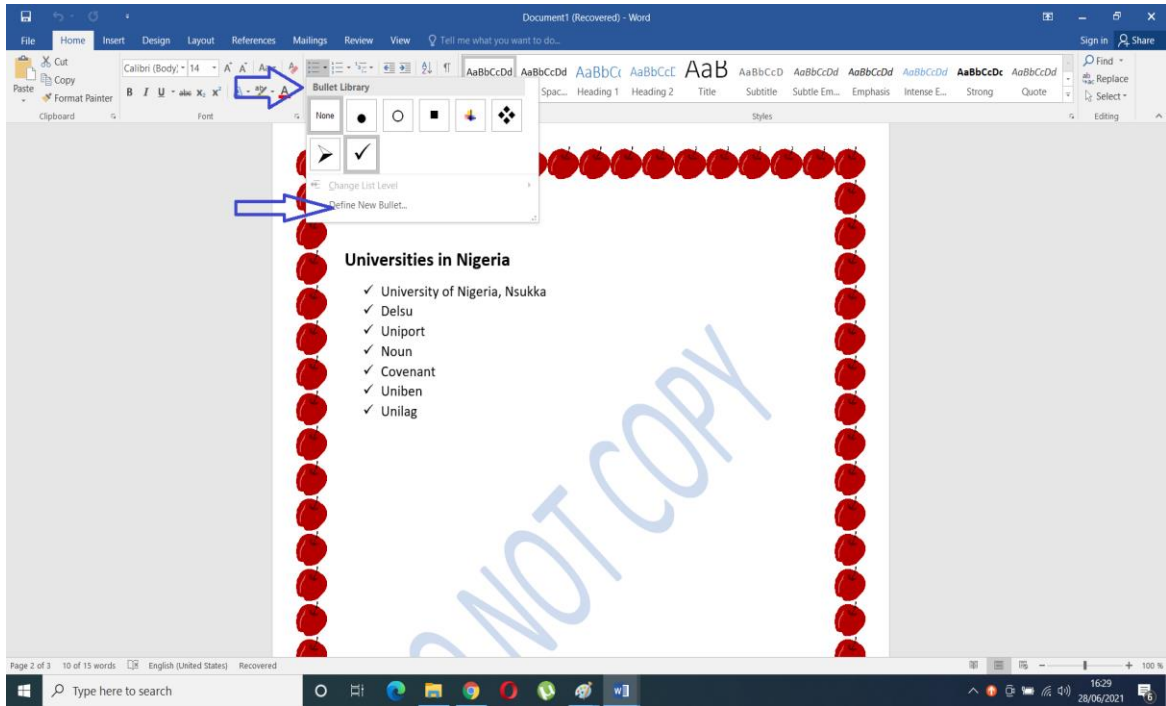 Document1 (Recovered) - Word
File Home Insert Design Layout References Mailings Review View Tell me what you want to do... Sign in Share
Cut
Copy
Format Painter
Paste
Clipboard
Calibri (Body) 14
Font
AaBbCcDd AaBbCcDd AaBbCc AaBbCcD AaB AaBbCcD AaBbCcDd AaBbCcDd AaBbCcDd AaBbCcDc AaBbCcDd
Spac... Heading 1 Heading 2 Title Subtitle Subtle Em... Emphasis Intense E... Strong Quote
Styles
Find
Replace
Select
Editing
Bullet Library
None
Change List Level
Define New Bullet...
Universities in Nigeria
✓ University of Nigeria, Nsukka
✓ Delsu
✓ Uniport
✓ Noun
✓ Covenant
✓ Uniben
✓ Unilag
NOT COPY
Page 2 of 3 10 of 15 words English (United States) Recovered 100 %
Type here to search
16:29
28/06/2021
6